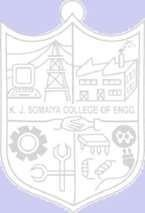 K. J. SOMAIYA COLLEGE OF ENGG.